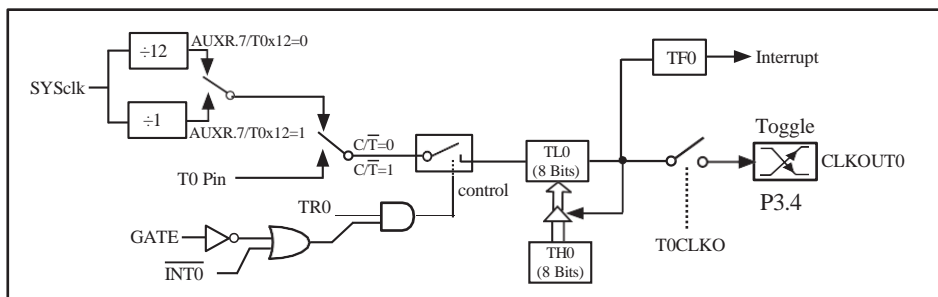 ÷12
AUXR.7/T0x12=0
SYSclk
÷1
AUXR.7/T0x12=1
T0 Pin
C/T̅=0
C/T̅=1
control
TR0
GATE
I̅N̅T̅0̅
TL0
(8 Bits)
TH0
(8 Bits)
TF0
Interrupt
Toggle
CLKOUT0
P3.4
T0CLKO